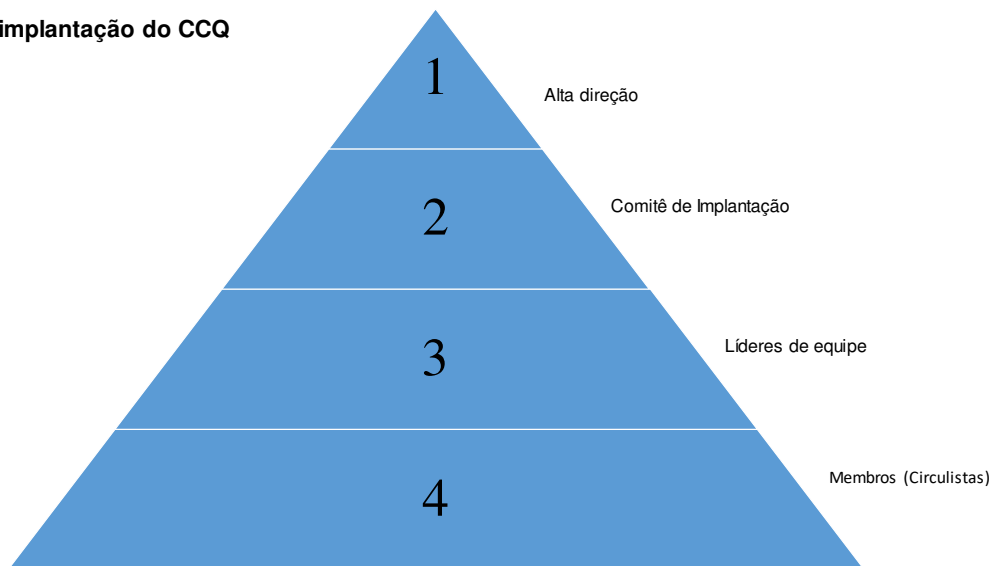 implantação do CCQ
1
Alta direção
2
Comitê de Implantação
3
Líderes de equipe
4
Membros (Circulistas)